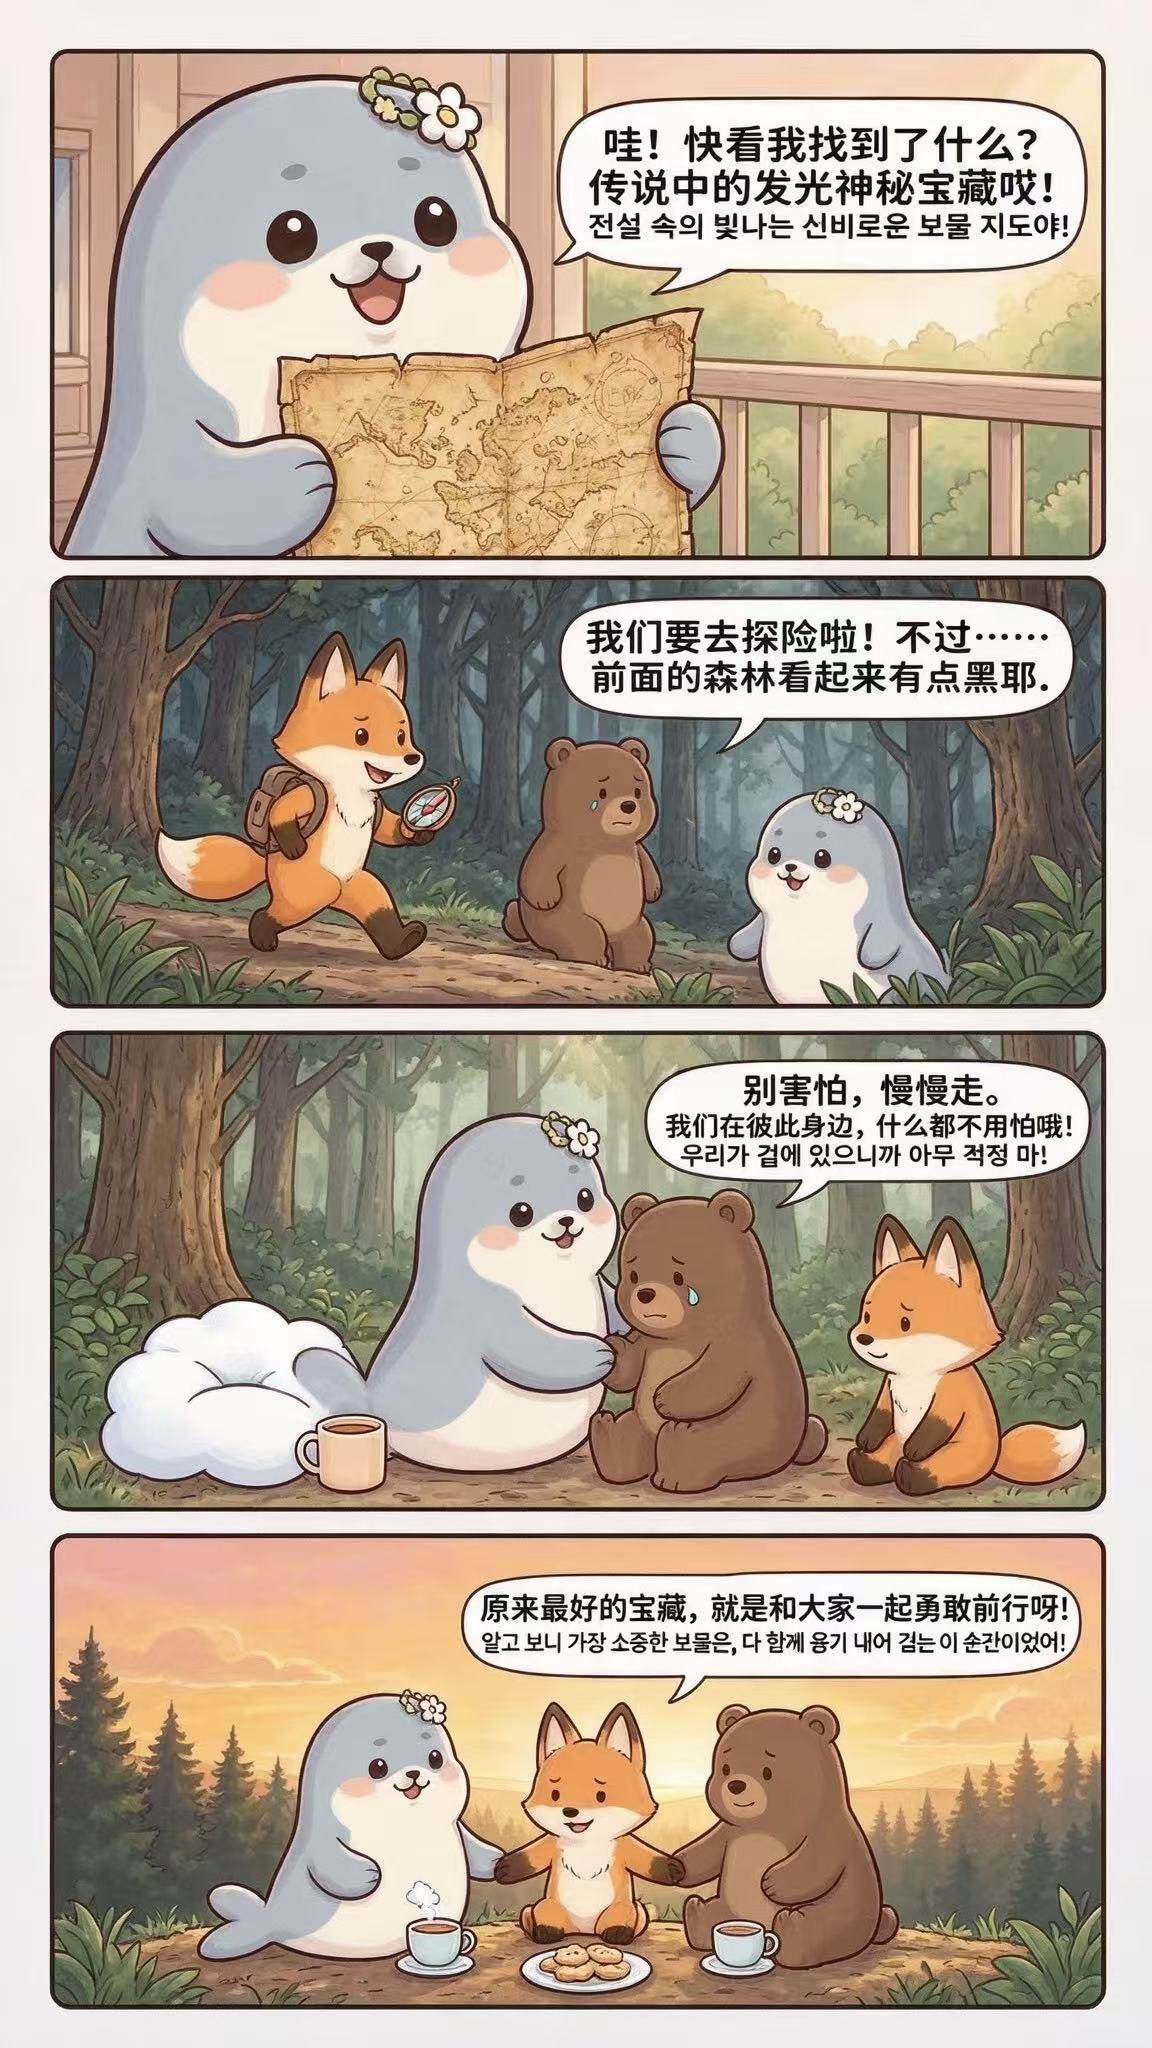 哇！快看我找到了什么？
传说中的发光神秘宝藏哎！
전설 속의 빛나는 신비로운 보물 지도야!
我们要去探险啦！不过……
前面的森林看起来有点黑耶.
别害怕，慢慢走。
我们在彼此身边，什么都不用怕哦！
우리가 겁에 있으니까 아무 적정 마!
原来最好的宝藏，就是和大家一起勇敢前行呀！
알고 보니 가장 소중한 보물은, 다 함께 용기 내어 걷는 이 순간이었어!